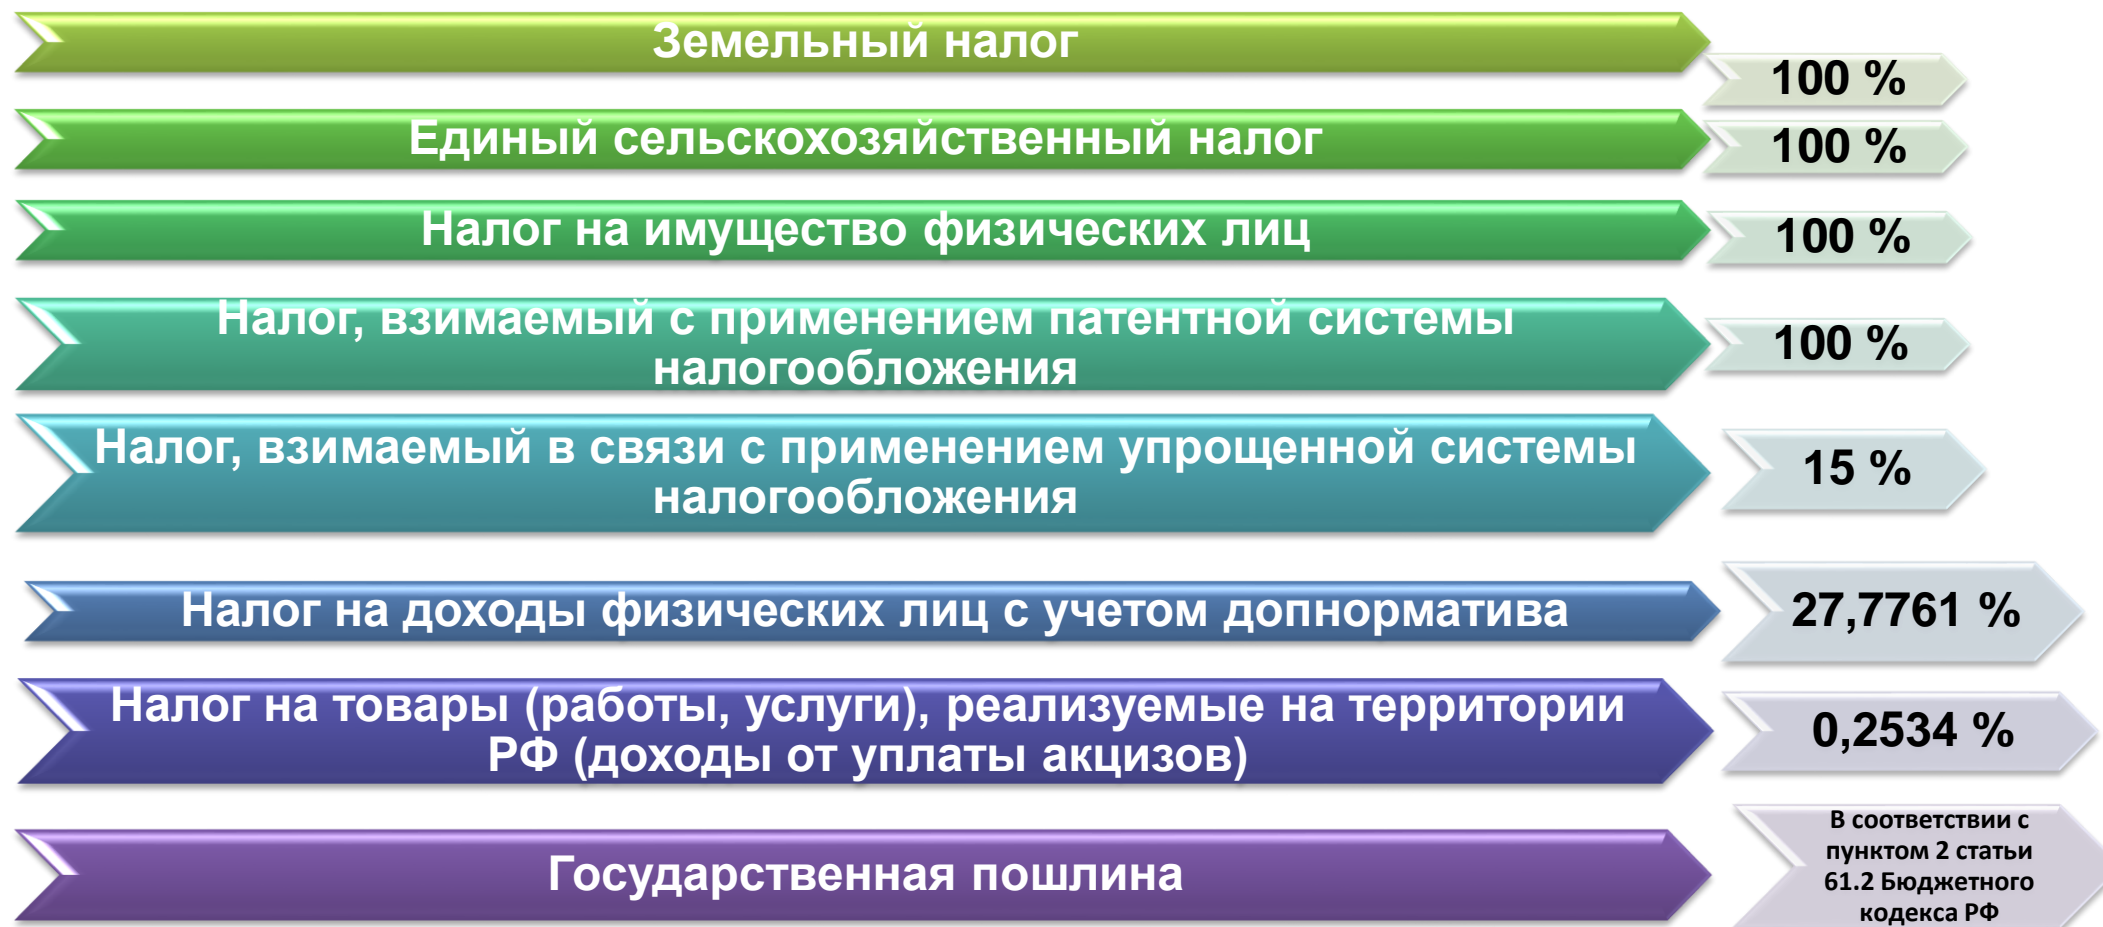 Земельный налог
100 %
Единый сельскохозяйственный налог
100 %
Налог на имущество физических лиц
100 %
Налог, взимаемый с применением патентной системы
налогообложения
100 %
Налог, взимаемый в связи с применением упрощенной системы
налогообложения
15 %
Налог на доходы физических лиц с учетом допнорматива
27,7761 %
Налог на товары (работы, услуги), реализуемые на территории
РФ (доходы от уплаты акцизов)
0,2534 %
Государственная пошлина
В соответствии с
пунктом 2 статьи
61.2 Бюджетного
кодекса РФ